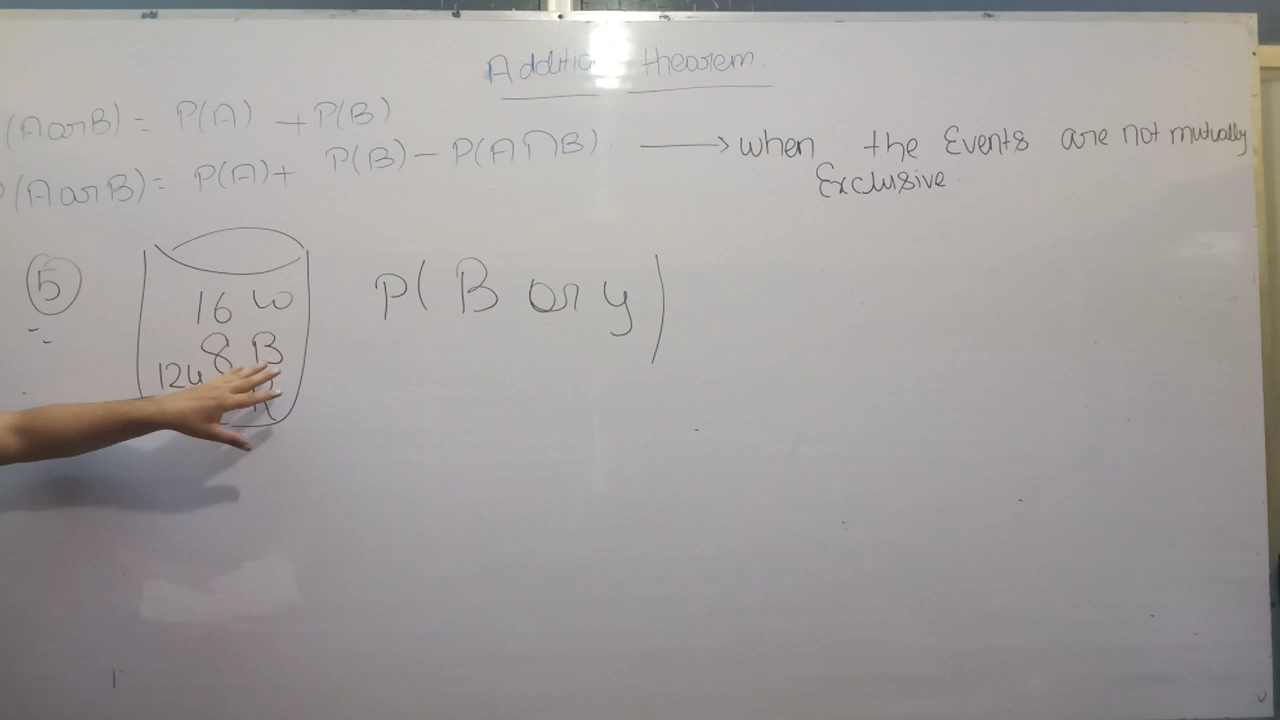 Addition theorem.
(A or B) = P(A) + P(B)
P(A or B) = P(A) + P(B) - P(A∩B) → when the Events are not mutually
Exclusive
5
16 W
8 B
12 y
R
P( B or y )